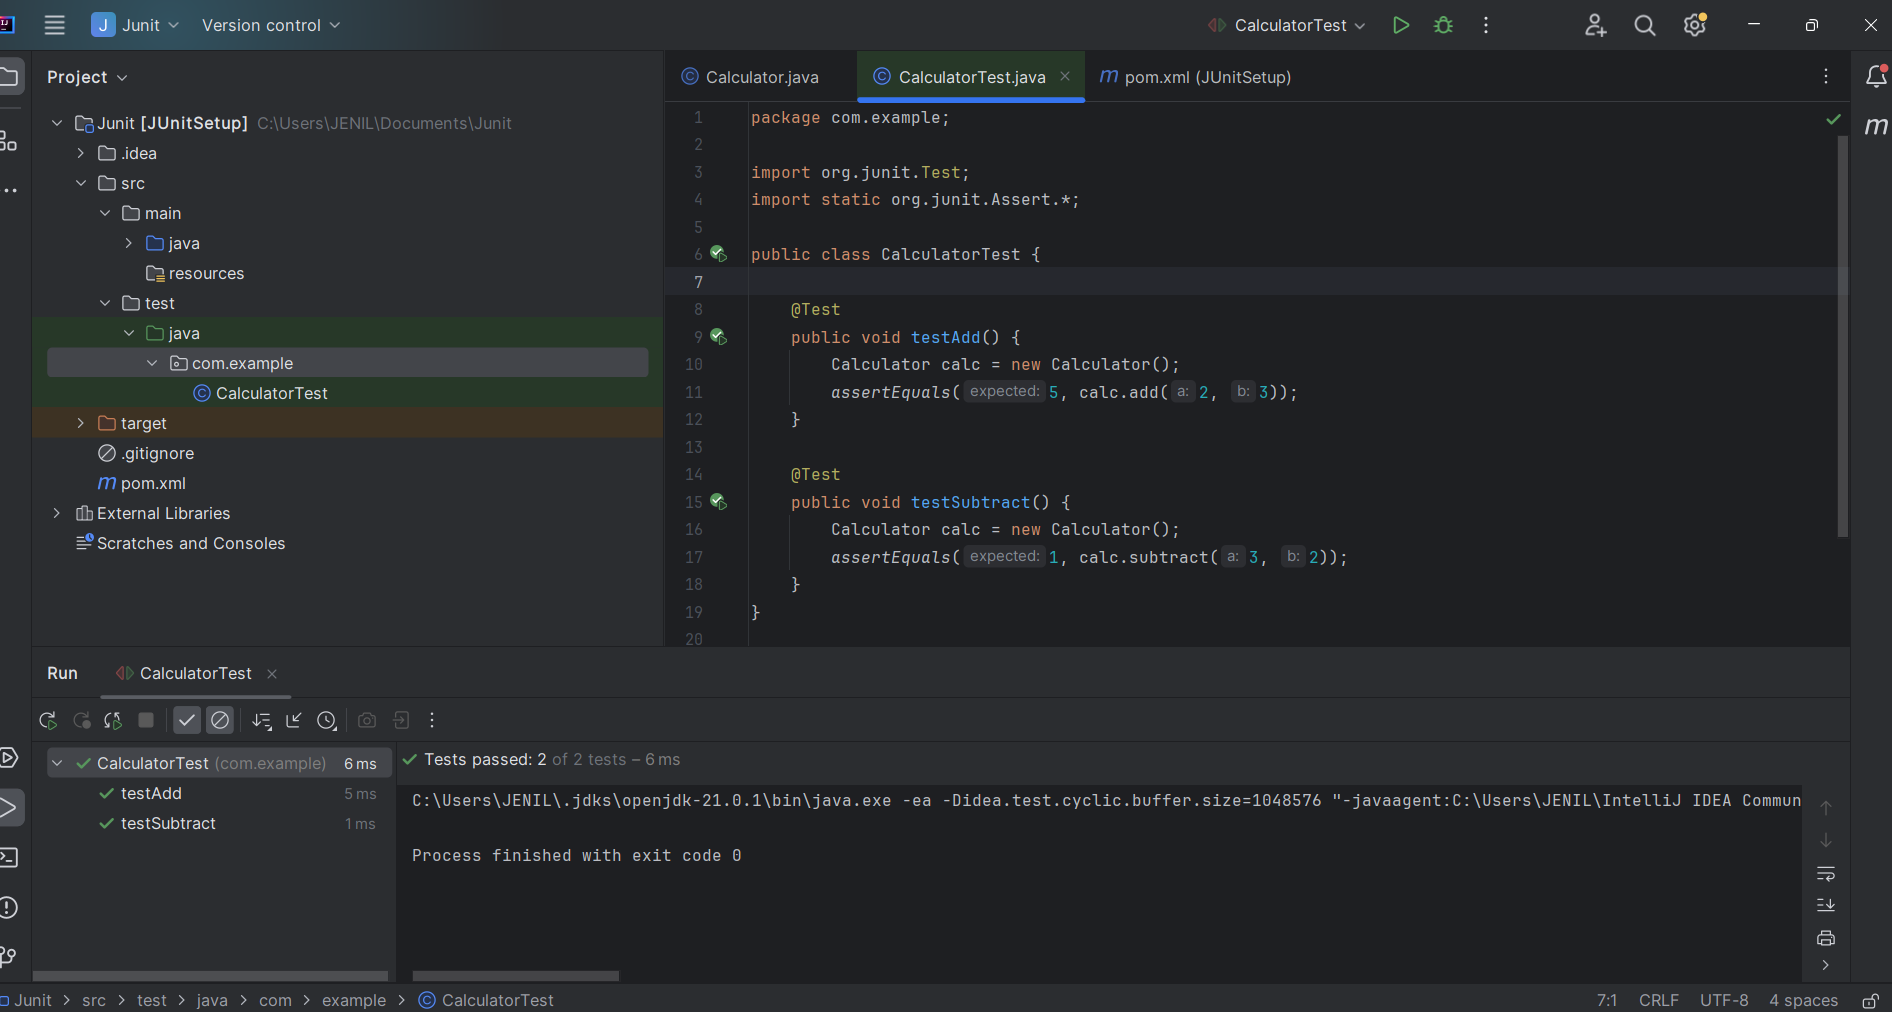 J Junit Version control CalculatorTest
Project
Junit [JUnitSetup] C:\Users\JENIL\Documents\Junit
.idea
src
main
java
resources
test
java
com.example
CalculatorTest
target
.gitignore
m pom.xml
External Libraries
Scratches and Consoles
Calculator.java CalculatorTest.java m pom.xml (JUnitSetup)
m
1 package com.example;
2
3 import org.junit.Test;
4 import static org.junit.Assert.*;
5
6 public class CalculatorTest {
7
8 @Test
9 public void testAdd() {
10 Calculator calc = new Calculator();
11 assertEquals( expected: 5, calc.add( a: 2, b: 3));
12 }
13
14 @Test
15 public void testSubtract() {
16 Calculator calc = new Calculator();
17 assertEquals( expected: 1, calc.subtract( a: 3, b: 2));
18 }
19 }
20
Run CalculatorTest
CalculatorTest (com.example) 6 ms
testAdd 5 ms
testSubtract 1 ms
Tests passed: 2 of 2 tests – 6 ms
C:\Users\JENIL\.jdks\openjdk-21.0.1\bin\java.exe -ea -Didea.test.cyclic.buffer.size=1048576 "-javaagent:C:\Users\JENIL\IntelliJ IDEA Commun
Process finished with exit code 0
Junit > src > test > java > com > example > CalculatorTest
7:1 CRLF UTF-8 4 spaces